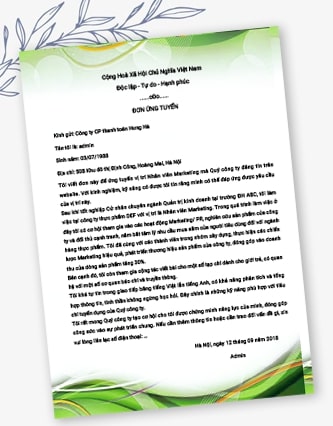 Cộng Hoà Xã Hội Chủ Nghĩa Việt Nam
Độc lập - Tự do - Hạnh phúc
......oOo......
ĐƠN ỨNG TUYỂN
Kính gửi: Công ty CP thanh toán Hưng Hà
Tên tôi là: admin
Sinh năm: 03/07/1988
Địa chỉ: 508 Khu đô thị Định Công, Hoàng Mai, Hà Nội
Tôi viết đơn này để ứng tuyển vị trí Nhân viên Marketing mà Quý công ty đăng tin trên
website. Với kinh nghiệm, kỹ năng có được tôi tin rằng mình có thể đáp ứng được yêu cầu
của vị trí này.
Sau khi tốt nghiệp Cử nhân chuyên ngành Quản trị kinh doanh tại trường ĐH ABC, tôi làm
việc tại công ty thực phẩm DEF với vị trí là Nhân viên Marketing. Trong quá trình làm việc ở
đây tôi có cơ hội tham gia vào các hoạt động Marketing/ PR, nghiên cứu sản phẩm của công
ty và đối thủ cạnh tranh, nắm bắt tâm lý nhu cầu mua sắm của người tiêu dùng đối với ngành
hàng thực phẩm. Tôi đã cùng với các thành viên trong nhóm xây dựng, thực hiện các chiến
lược Marketing hiệu quả, phát triển thương hiệu sản phẩm của công ty, đóng góp vào doanh
thu của dòng sản phẩm tăng 20%.
Bên cạnh đó, tôi còn tham gia cộng tác viết bài cho một số tạp chí dành cho giới trẻ, có quan
hệ với một số cơ quan báo chí và truyền thông.
Tôi khá tự tin trong giao tiếp bằng tiếng Việt lẫn tiếng Anh, có khả năng phân tích và tổng
hợp thông tin, tinh thần không ngừng học hỏi. Đây chính là những kỹ năng phù hợp với tiêu
chí tuyển dụng của Quý công ty.
Tôi rất mong Quý công ty tạo cơ hội cho tôi được chứng minh năng lực của mình, đóng góp
công sức vào sự phát triển chung. Nếu cần thêm thông tin hoặc cần trao đổi vấn đề gì, xin
vui lòng liên lạc số điện thoại: ...
Hà Nội, ngày 12 tháng 09 năm 2018
Admin